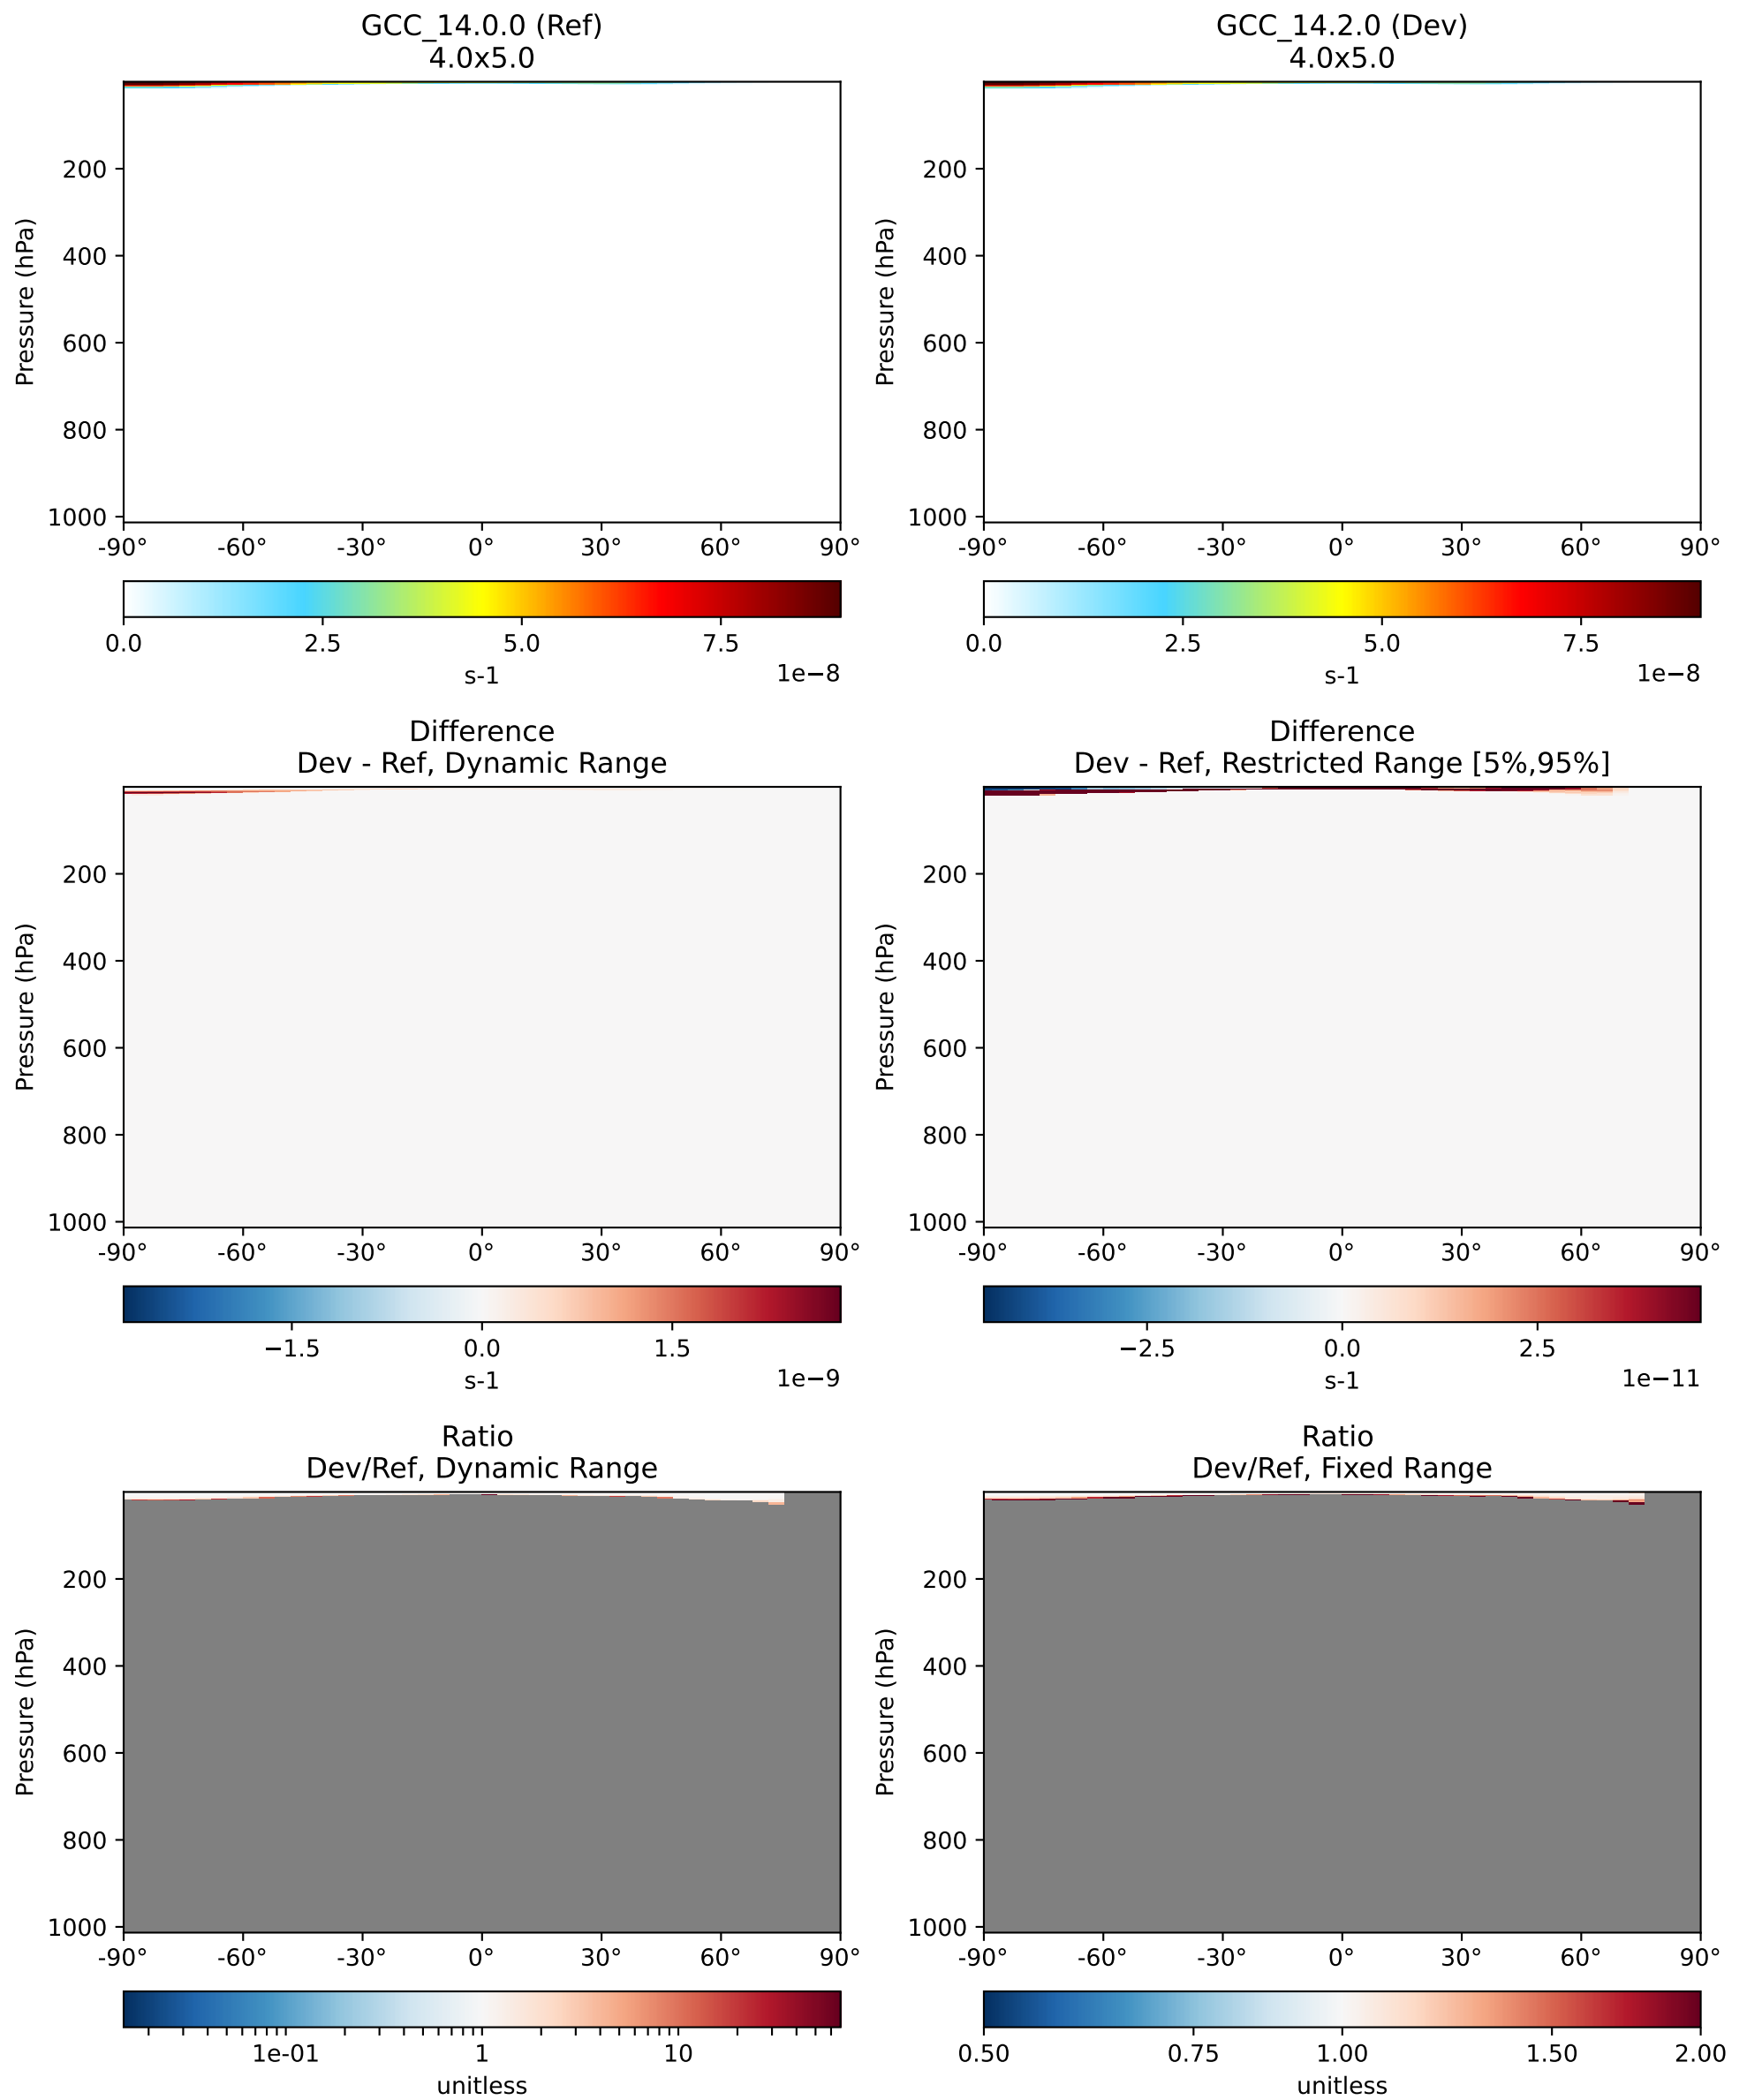 GCC_14.0.0 (Ref)
4.0x5.0
Pressure (hPa)
200
400
600
800
1000
-90° -60° -30° 0° 30° 60° 90°
0.0 2.5 5.0 7.5
s-1
1e−8
GCC_14.2.0 (Dev)
4.0x5.0
Pressure (hPa)
200
400
600
800
1000
-90° -60° -30° 0° 30° 60° 90°
0.0 2.5 5.0 7.5
s-1
1e−8
Difference
Dev - Ref, Dynamic Range
Pressure (hPa)
200
400
600
800
1000
-90° -60° -30° 0° 30° 60° 90°
−1.5 0.0 1.5
s-1
1e−9
Difference
Dev - Ref, Restricted Range [5%,95%]
Pressure (hPa)
200
400
600
800
1000
-90° -60° -30° 0° 30° 60° 90°
−2.5 0.0 2.5
s-1
1e−11
Ratio
Dev/Ref, Dynamic Range
Pressure (hPa)
200
400
600
800
1000
-90° -60° -30° 0° 30° 60° 90°
1e-01 1 10
unitless
Ratio
Dev/Ref, Fixed Range
Pressure (hPa)
200
400
600
800
1000
-90° -60° -30° 0° 30° 60° 90°
0.50 0.75 1.00 1.50 2.00
unitless